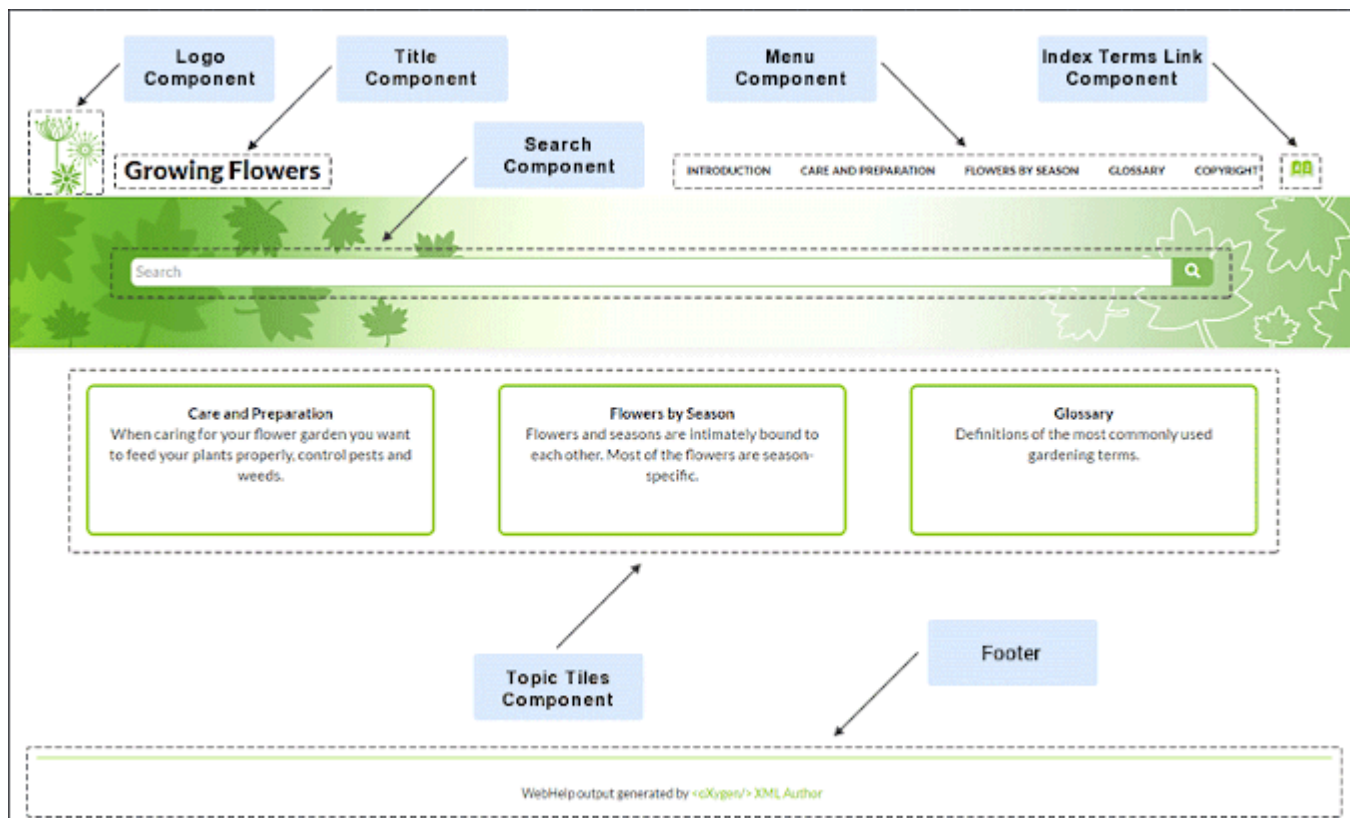 Logo
Component
Title
Component
Menu
Component
Index Terms Link
Component
Search
Component
Growing Flowers
INTRODUCTION
CARE AND PREPARATION
FLOWERS BY SEASON
GLOSSARY
COPYRIGHT
Search
Care and Preparation
When caring for your flower garden you want
to feed your plants properly, control pests and
weeds.
Flowers by Season
Flowers and seasons are intimately bound to
each other. Most of the flowers are season-
specific.
Glossary
Definitions of the most commonly used
gardening terms.
Topic Tiles
Component
Footer
WebHelp output generated by <oXygen/> XML Author